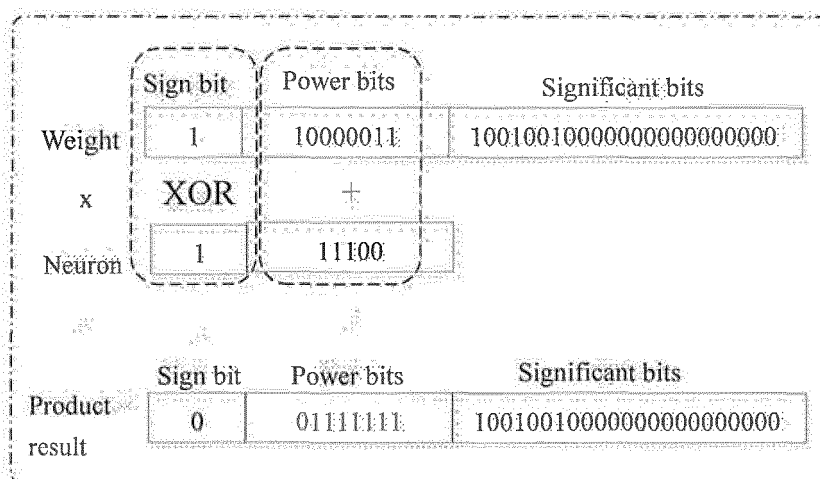 Sign bit Power bits Significant bits
Weight 1 10000011 10010010000000000000000
x XOR +
Neuron 1 11100
Sign bit Power bits Significant bits
Product
result 0 01111111 10010010000000000000000